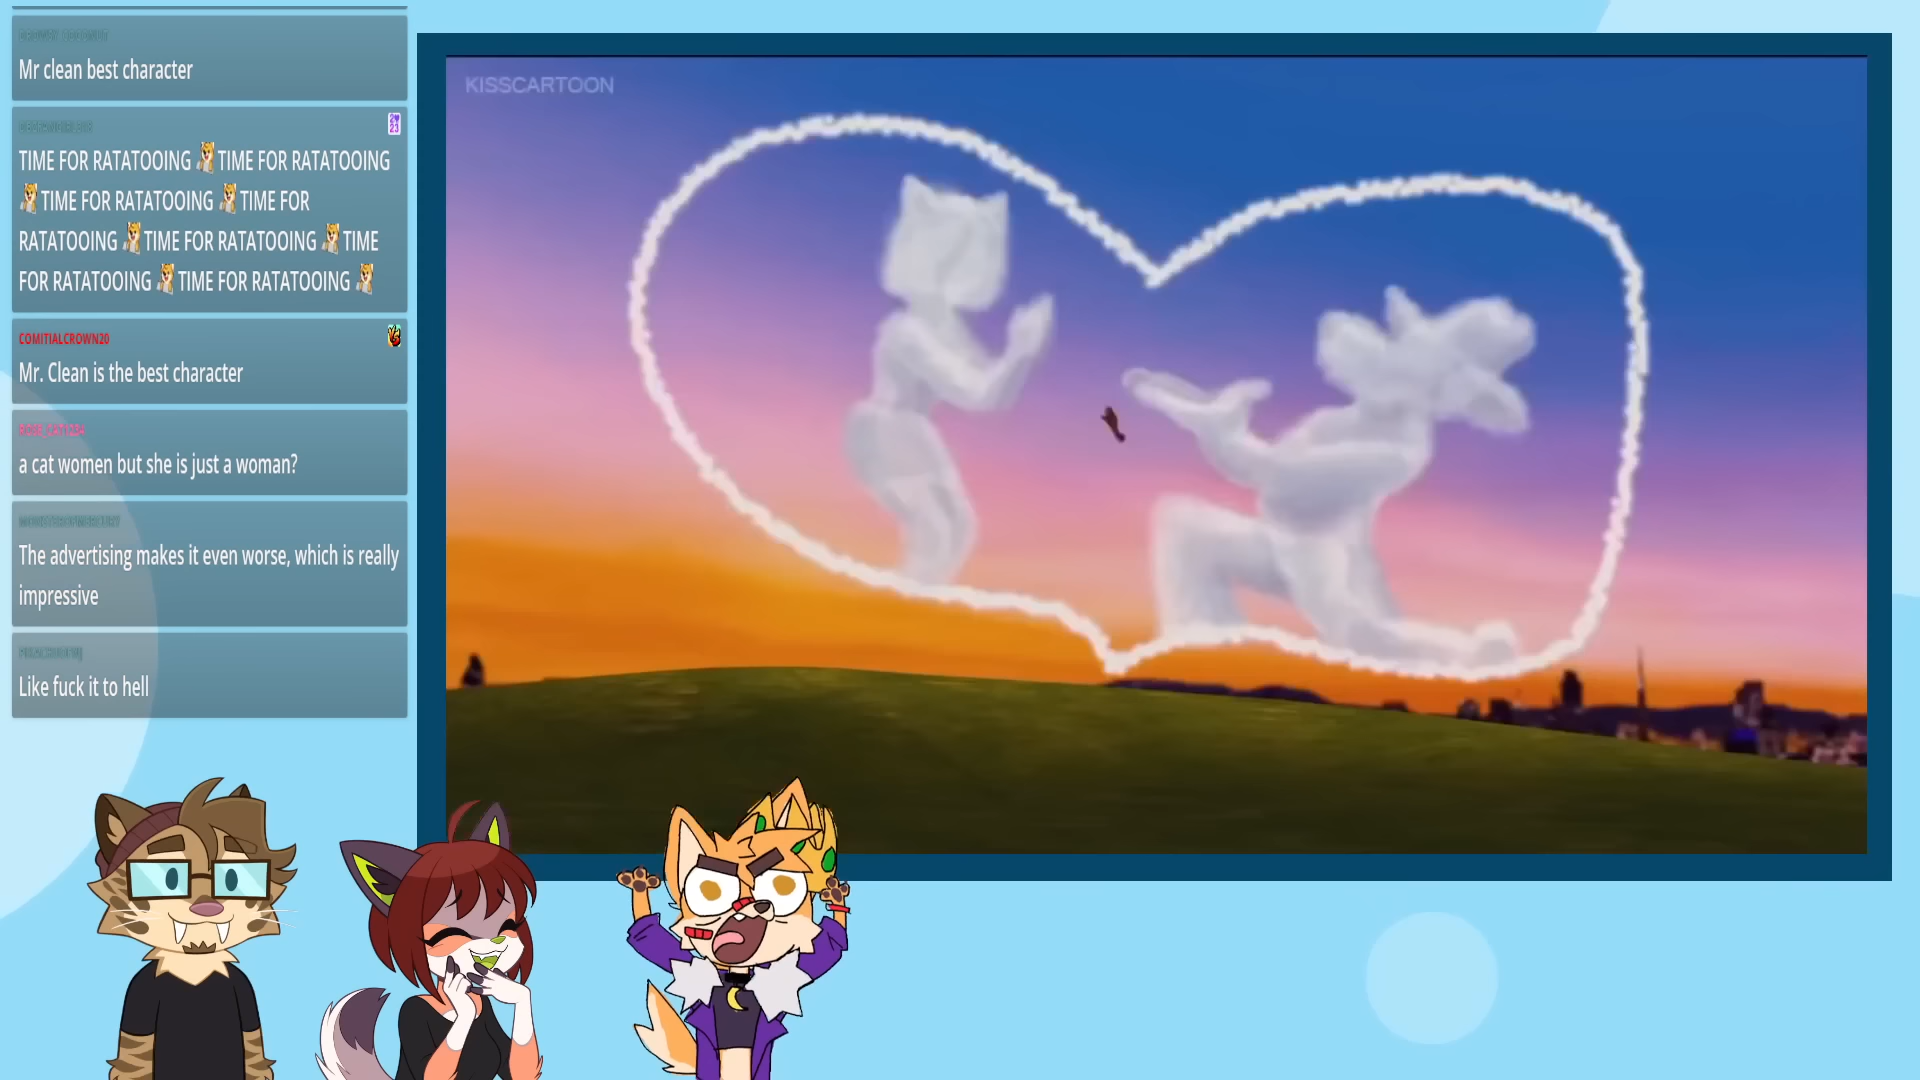 Mr clean best character
TIME FOR RATATOOING TIME FOR RATATOOING
TIME FOR RATATOOING TIME FOR
RATATOOING TIME FOR RATATOOING TIME
FOR RATATOOING TIME FOR RATATOOING
COMITIALCROWN20
Mr. Clean is the best character
a cat women but she is just a woman?
The advertising makes it even worse, which is really
impressive
Like fuck it to hell
KISSCARTOON